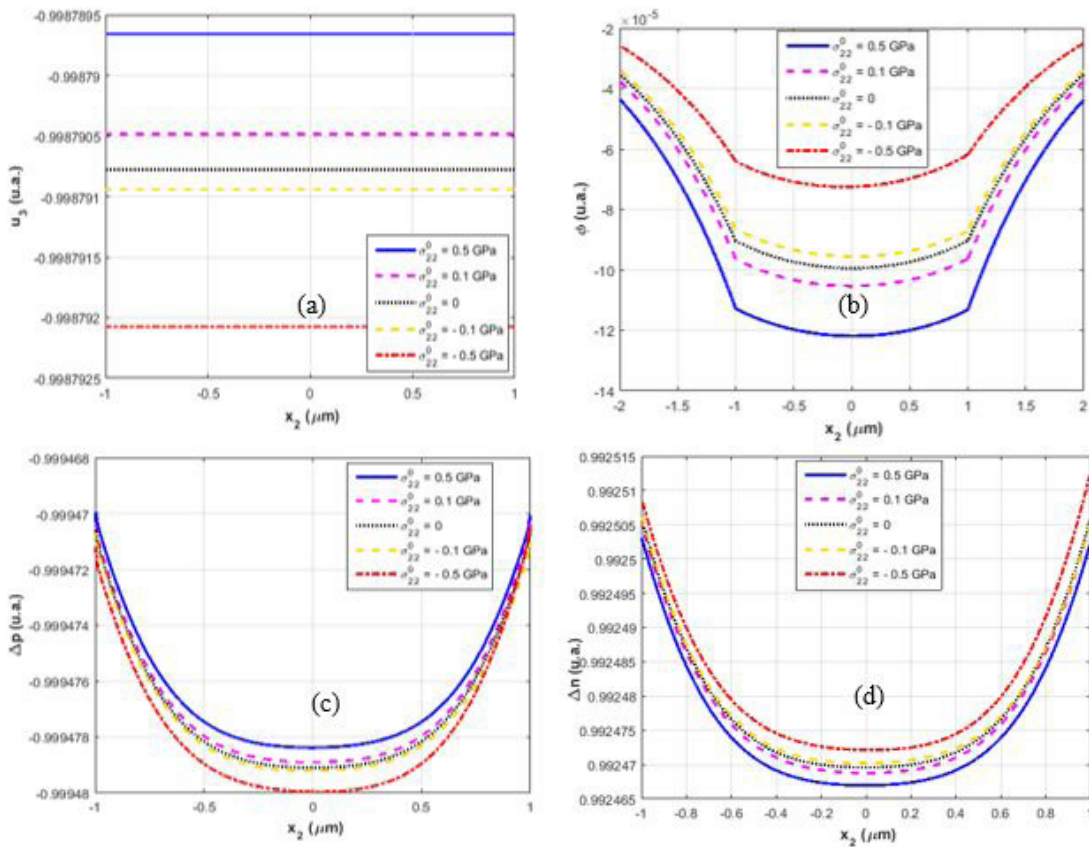 -0.9987895
-0.99879
-0.9987905
-0.998791
-0.9987915
-0.998792
-0.9987925
u3 (u.a.)
-1 -0.5 0 0.5 1
x2 (μm)
σ⁰22 = 0.5 GPa
σ⁰22 = 0.1 GPa
σ⁰22 = 0
σ⁰22 = - 0.1 GPa
σ⁰22 = - 0.5 GPa
(a)
×10-5
-2
-4
-6
-8
-10
-12
-14
ϕ (u.a.)
-2 -1.5 -1 -0.5 0 0.5 1 1.5 2
x2 (μm)
σ⁰22 = 0.5 GPa
σ⁰22 = 0.1 GPa
σ⁰22 = 0
σ⁰22 = - 0.1 GPa
σ⁰22 = - 0.5 GPa
(b)
-0.999468
-0.99947
-0.999472
-0.999474
-0.999476
-0.999478
-0.99948
Δp (u.a.)
-1 -0.5 0 0.5 1
x2 (μm)
σ⁰22 = 0.5 GPa
σ⁰22 = 0.1 GPa
σ⁰22 = 0
σ⁰22 = - 0.1 GPa
σ⁰22 = - 0.5 GPa
(c)
0.992515
0.99251
0.992505
0.9925
0.992495
0.99249
0.992485
0.99248
0.992475
0.99247
0.992465
Δn (u.a.)
-1 -0.8 -0.6 -0.4 -0.2 0 0.2 0.4 0.6 0.8 1
x2 (μm)
σ⁰22 = 0.5 GPa
σ⁰22 = 0.1 GPa
σ⁰22 = 0
σ⁰22 = - 0.1 GPa
σ⁰22 = - 0.5 GPa
(d)